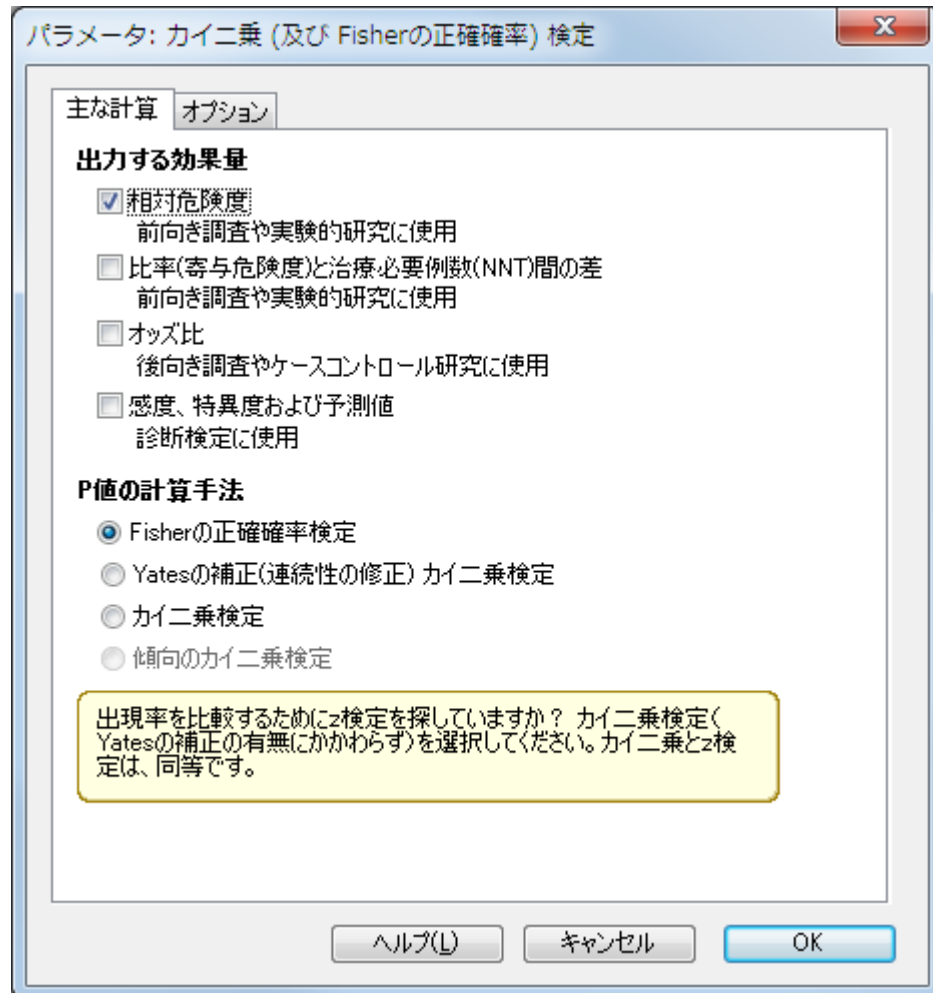 パラメータ: カイ二乗 (及び Fisherの正確確率) 検定
主な計算
オプション
出力する効果量
相対危険度
前向き調査や実験的研究に使用
比率(寄与危険度)と治療必要例数(NNT)間の差
前向き調査や実験的研究に使用
オッズ比
後向き調査やケースコントロール研究に使用
感度、特異度および予測値
診断検定に使用
P値の計算手法
Fisherの正確確率検定
Yatesの補正(連続性の修正) カイ二乗検定
カイ二乗検定
傾向のカイ二乗検定
出現率を比較するためにz検定を探していますか？ カイ二乗検定(
Yatesの補正の有無にかかわらず)を選択してください。カイ二乗とz検
定は、同等です。
ヘルプ(L)
キャンセル
OK